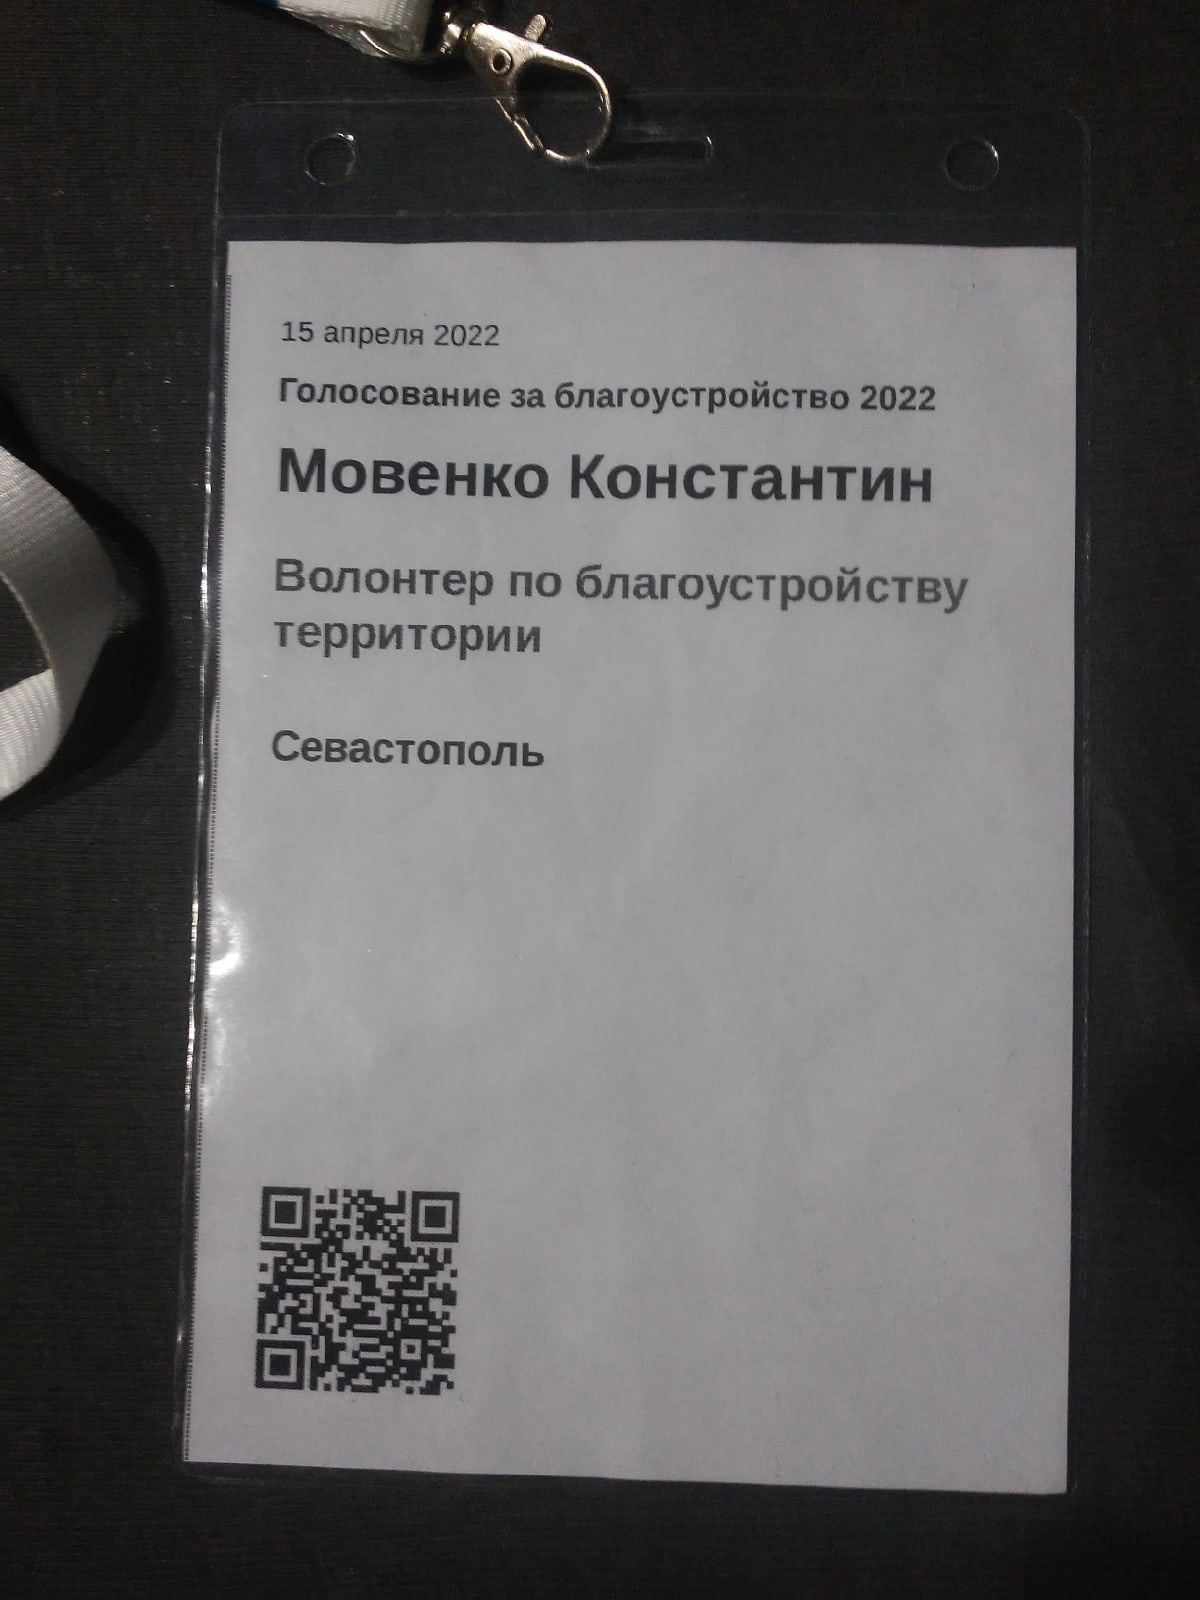 15 апреля 2022
Голосование за благоустройство 2022
Мовенко Константин
Волонтер по благоустройству
территории
Севастополь